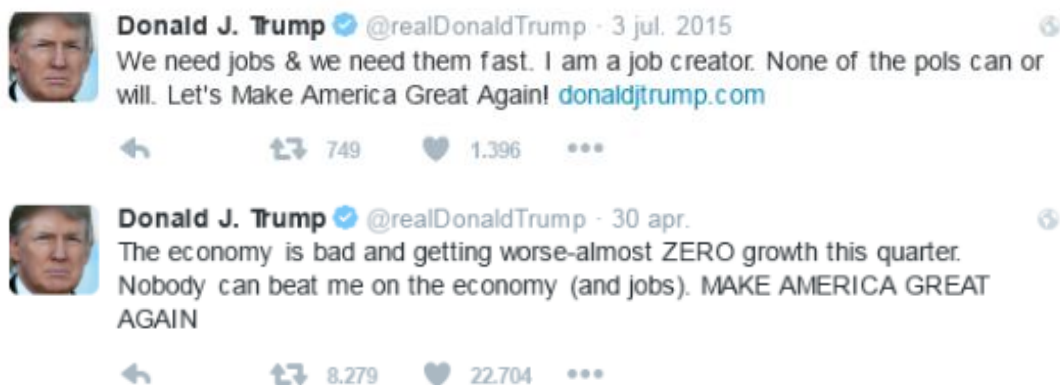 Donald J. Trump @realDonaldTrump · 3 jul. 2015
We need jobs & we need them fast. I am a job creator. None of the pols can or
will. Let's Make America Great Again! donaldjtrump.com
749 1.396
Donald J. Trump @realDonaldTrump · 30 apr.
The economy is bad and getting worse-almost ZERO growth this quarter.
Nobody can beat me on the economy (and jobs). MAKE AMERICA GREAT
AGAIN
8.279 22.704